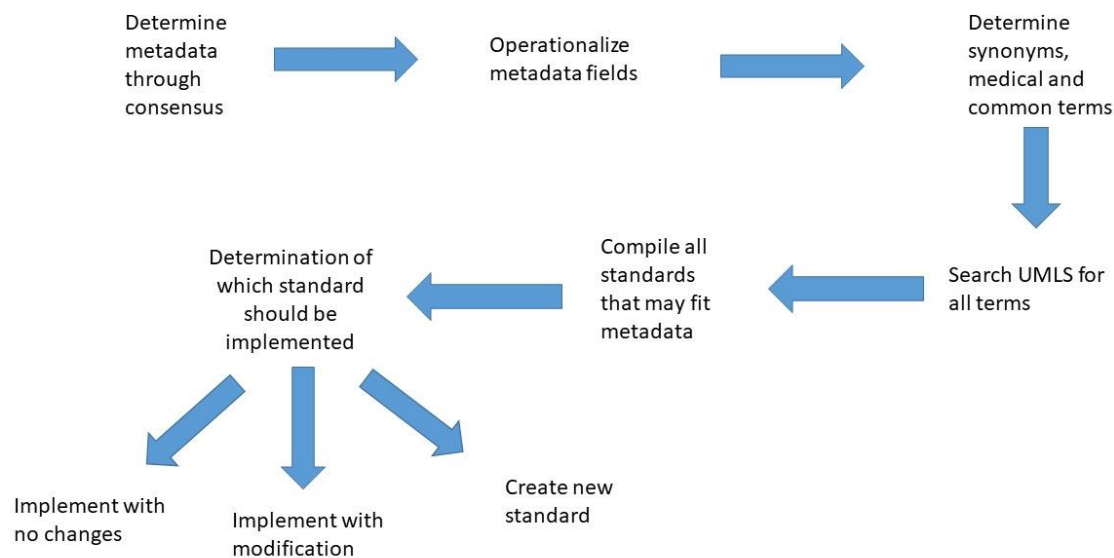 Determine
metadata
through
consensus
Operationalize
metadata fields
Determine
synonyms,
medical and
common terms
Search UMLS for
all terms
Compile all
standards
that may fit
metadata
Determination of
which standard
should be
implemented
Implement with
no changes
Implement with
modification
Create new
standard